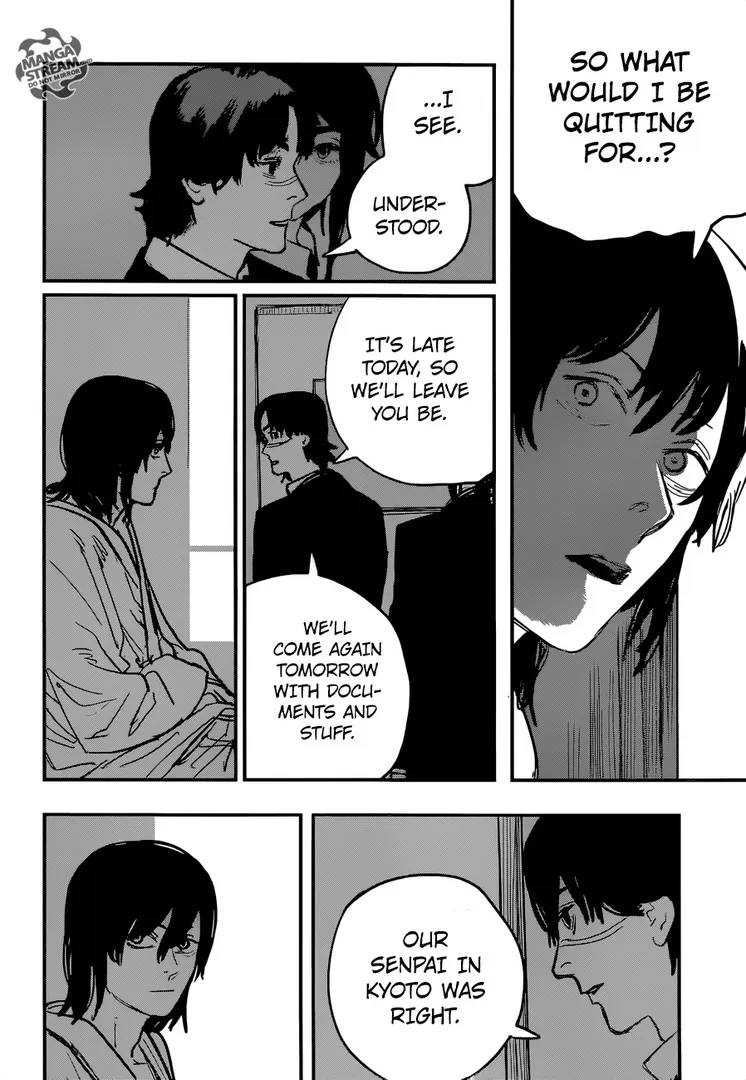 MANGA
STREAM.COM
DO NOT MIRROR
SO WHAT
WOULD I BE
QUITTING
FOR...?
...I
SEE.
UNDER-
STOOD.
IT'S LATE
TODAY, SO
WE'LL LEAVE
YOU BE.
WE'LL
COME AGAIN
TOMORROW
WITH DOCU-
MENTS AND
STUFF.
OUR
SENPAI IN
KYOTO WAS
RIGHT.